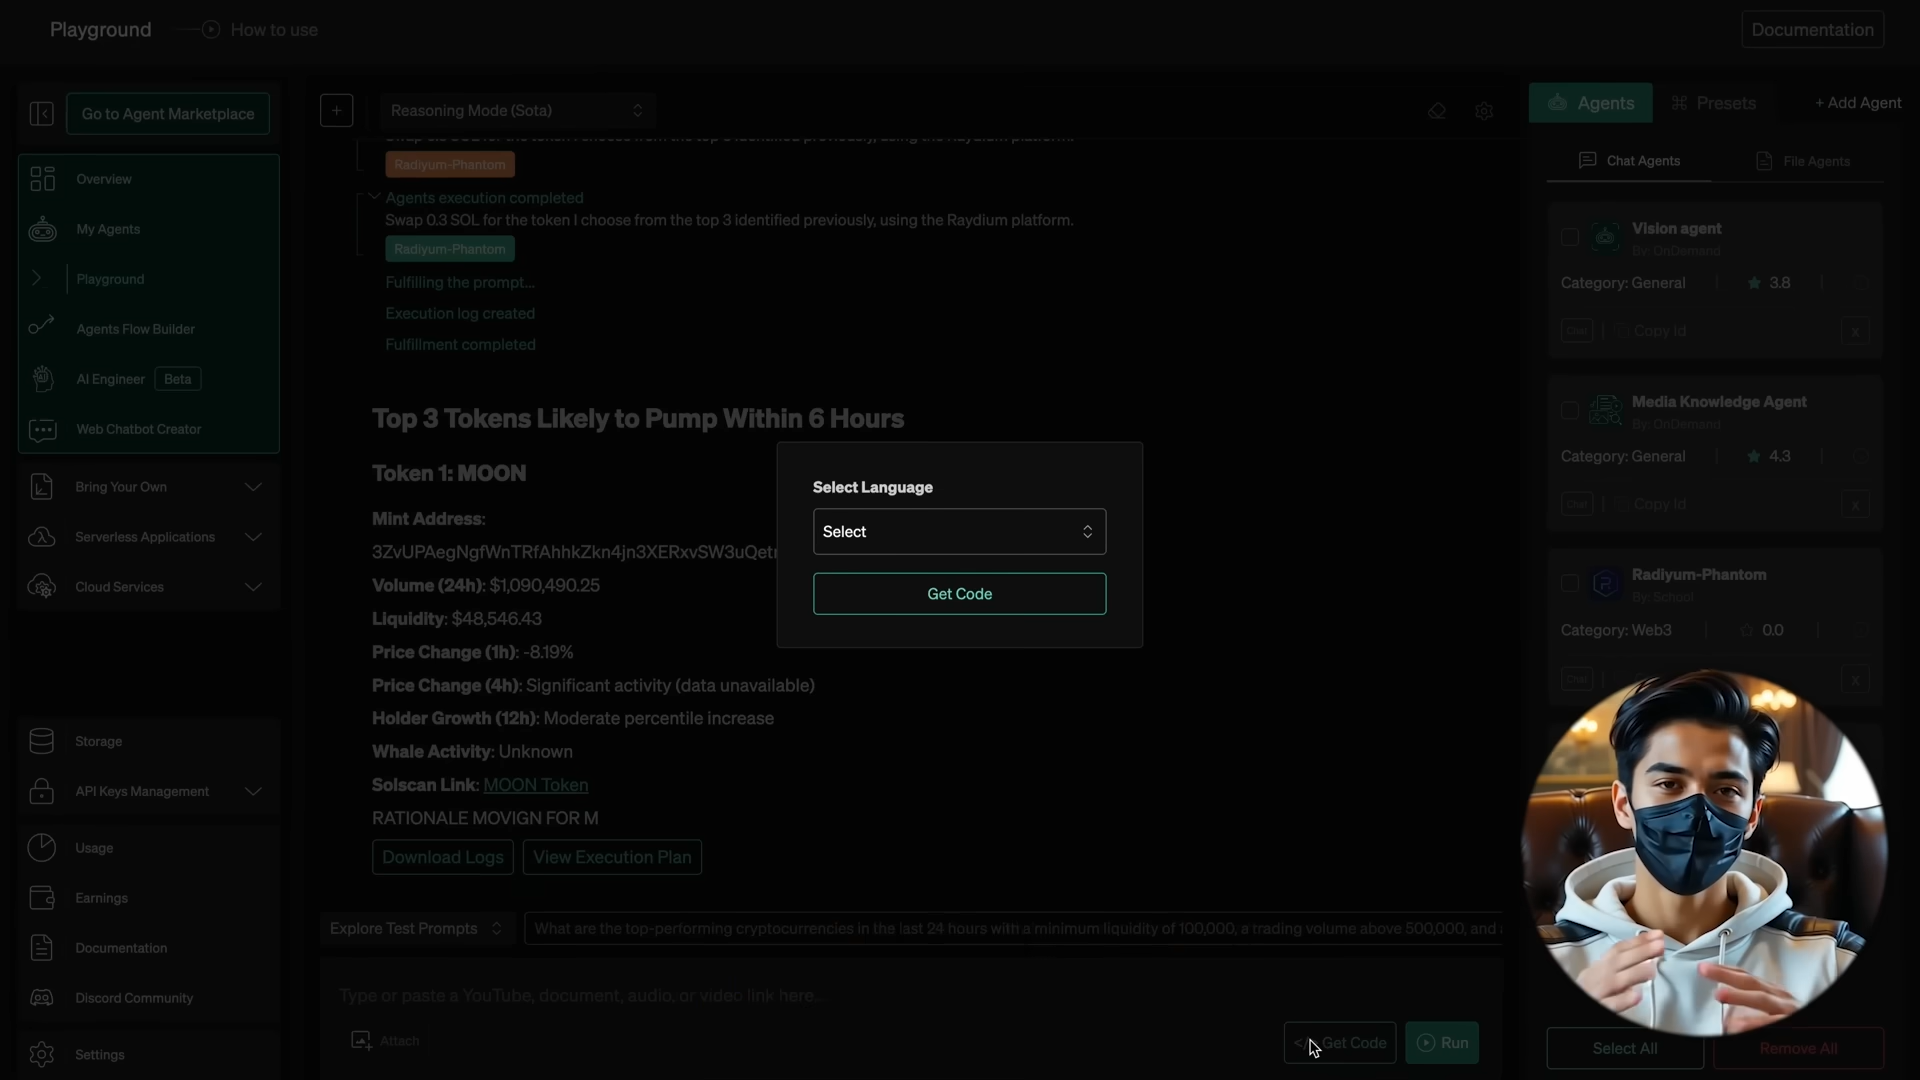 Playground
How to use
Documentation
Go to Agent Marketplace
Overview
My Agents
Playground
Agents Flow Builder
AI Engineer Beta
Web Chatbot Creator
Bring Your Own
Serverless Applications
Cloud Services
Storage
API Keys Management
Usage
Earnings
Documentation
Discord Community
Settings
Reasoning Mode (Sota)
Radiyum-Phantom
Agents execution completed
Swap 0.3 SOL for the token I choose from the top 3 identified previously, using the Raydium platform.
Radiyum-Phantom
Fulfilling the prompt...
Execution log created
Fulfillment completed
Top 3 Tokens Likely to Pump Within 6 Hours
Token 1: MOON
Mint Address:
Volume (24h): $1,090,490.25
Liquidity: $48,546.43
Price Change (1h): -8.19%
Price Change (4h): Significant activity (data unavailable)
Holder Growth (12h): Moderate percentile increase
Whale Activity: Unknown
Solscan Link: MOON Token
RATIONALE MOVIGN FOR M
Download Logs
View Execution Plan
Select Language
Select
Get Code
Explore Test Prompts
What are the top-performing cryptocurrencies in the last 24 hours with a minimum liquidity of 100,000, a trading volume above 500,000, and
Type or paste a YouTube, document, audio, or video link here...
Attach
</> Get Code
Run
Agents
Presets
+ Add Agent
Chat Agents
File Agents
Vision agent
By: OnDemand
Category: General
3.8
Chat
Copy Id
x
Media Knowledge Agent
By: OnDemand
Category: General
4.3
Chat
Copy Id
x
Radiyum-Phantom
By: School
Category: Web3
0.0
Chat
x
Select All
Remove All